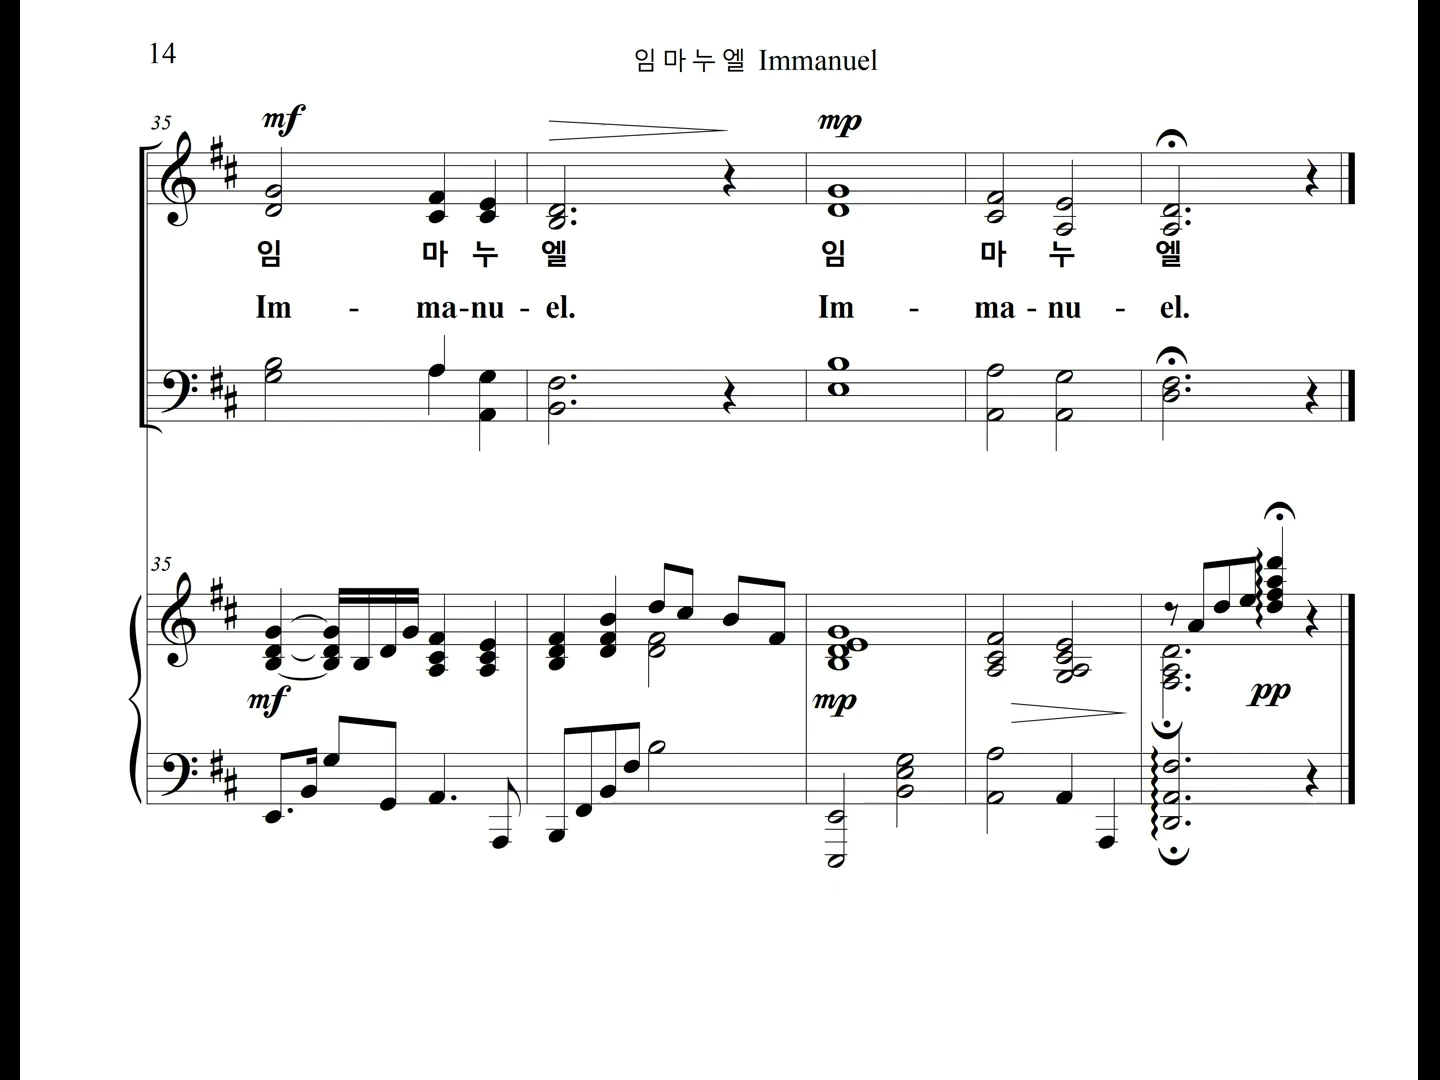 14
임마누엘 Immanuel
35
mf
mp
임 마 누 엘 임 마 누 엘
Im - ma-nu - el. Im - ma - nu - el.
35
mf
mp
pp